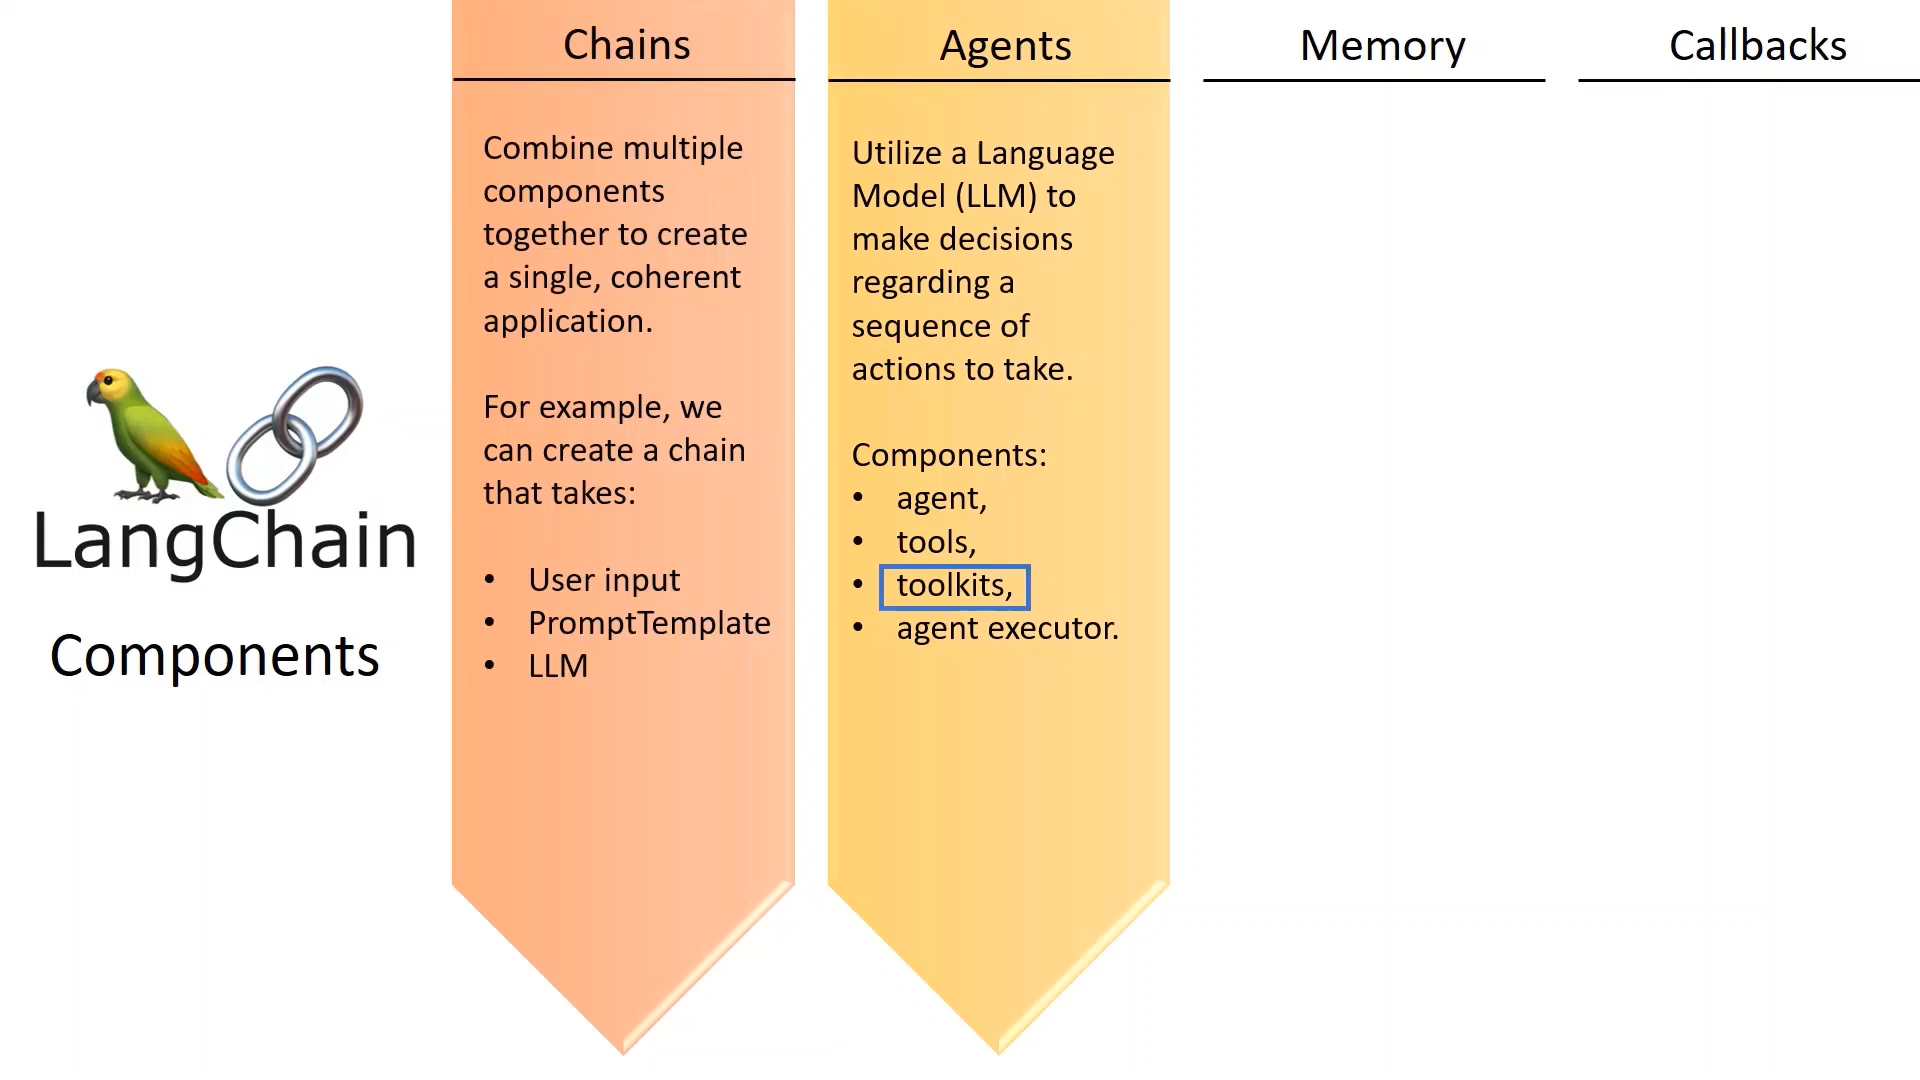 LangChain
Components
Chains
Combine multiple
components
together to create
a single, coherent
application.
For example, we
can create a chain
that takes:
• User input
• PromptTemplate
• LLM
Agents
Utilize a Language
Model (LLM) to
make decisions
regarding a
sequence of
actions to take.
Components:
• agent,
• tools,
• toolkits,
• agent executor.
Memory
Callbacks